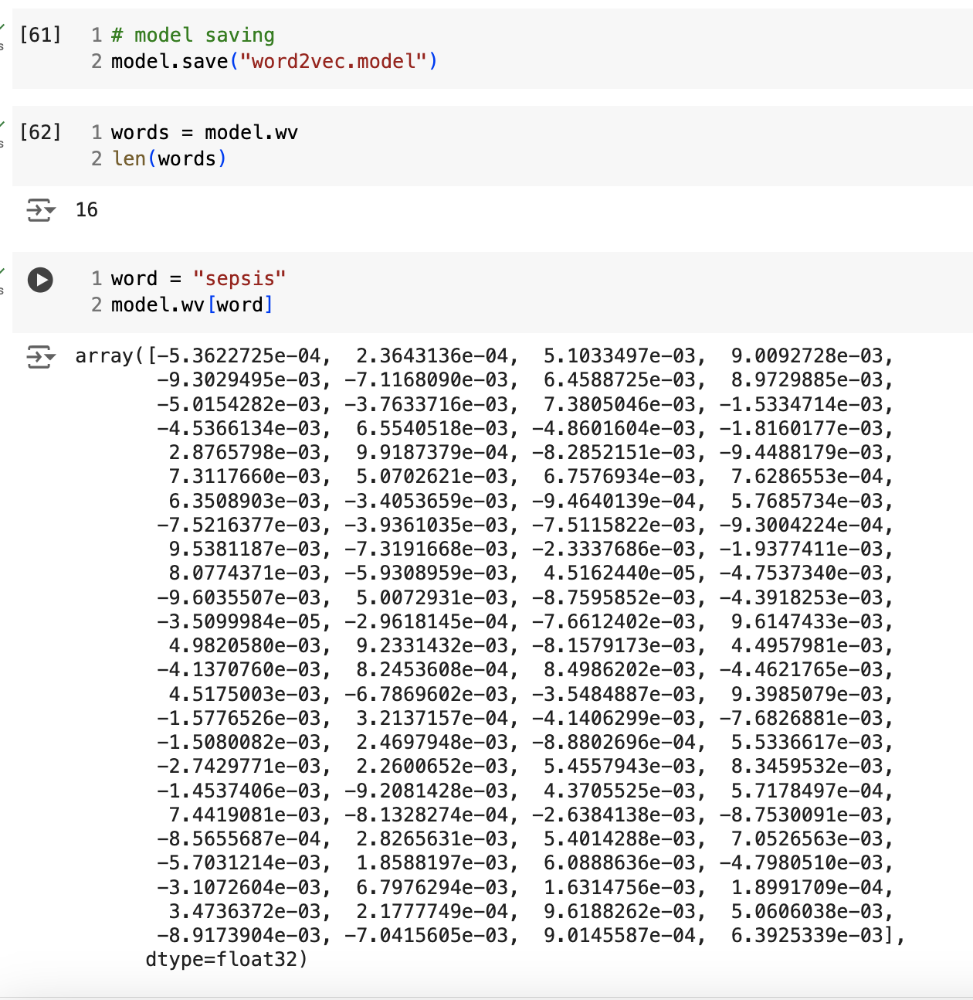 [61] 1 # model saving
2 model.save("word2vec.model")
s
[62] 1 words = model.wv
s 2 len(words)
16
1 word = "sepsis"
s 2 model.wv[word]
array([-5.3622725e-04, 2.3643136e-04, 5.1033497e-03, 9.0092728e-03,
-9.3029495e-03, -7.1168090e-03, 6.4588725e-03, 8.9729885e-03,
-5.0154282e-03, -3.7633716e-03, 7.3805046e-03, -1.5334714e-03,
-4.5366134e-03, 6.5540518e-03, -4.8601604e-03, -1.8160177e-03,
2.8765798e-03, 9.9187379e-04, -8.2852151e-03, -9.4488179e-03,
7.3117660e-03, 5.0702621e-03, 6.7576934e-03, 7.6286553e-04,
6.3508903e-03, -3.4053659e-03, -9.4640139e-04, 5.7685734e-03,
-7.5216377e-03, -3.9361035e-03, -7.5115822e-03, -9.3004224e-04,
9.5381187e-03, -7.3191668e-03, -2.3337686e-03, -1.9377411e-03,
8.0774371e-03, -5.9308959e-03, 4.5162440e-05, -4.7537340e-03,
-9.6035507e-03, 5.0072931e-03, -8.7595852e-03, -4.3918253e-03,
-3.5099984e-05, -2.9618145e-04, -7.6612402e-03, 9.6147433e-03,
4.9820580e-03, 9.2331432e-03, -8.1579173e-03, 4.4957981e-03,
-4.1370760e-03, 8.2453608e-04, 8.4986202e-03, -4.4621765e-03,
4.5175003e-03, -6.7869602e-03, -3.5484887e-03, 9.3985079e-03,
-1.5776526e-03, 3.2137157e-04, -4.1406299e-03, -7.6826881e-03,
-1.5080082e-03, 2.4697948e-03, -8.8802696e-04, 5.5336617e-03,
-2.7429771e-03, 2.2600652e-03, 5.4557943e-03, 8.3459532e-03,
-1.4537406e-03, -9.2081428e-03, 4.3705525e-03, 5.7178497e-04,
7.4419081e-03, -8.1328274e-04, -2.6384138e-03, -8.7530091e-03,
-8.5655687e-04, 2.8265631e-03, 5.4014288e-03, 7.0526563e-03,
-5.7031214e-03, 1.8588197e-03, 6.0888636e-03, -4.7980510e-03,
-3.1072604e-03, 6.7976294e-03, 1.6314756e-03, 1.8991709e-04,
3.4736372e-03, 2.1777749e-04, 9.6188262e-03, 5.0606038e-03,
-8.9173904e-03, -7.0415605e-03, 9.0145587e-04, 6.3925339e-03],
dtype=float32)